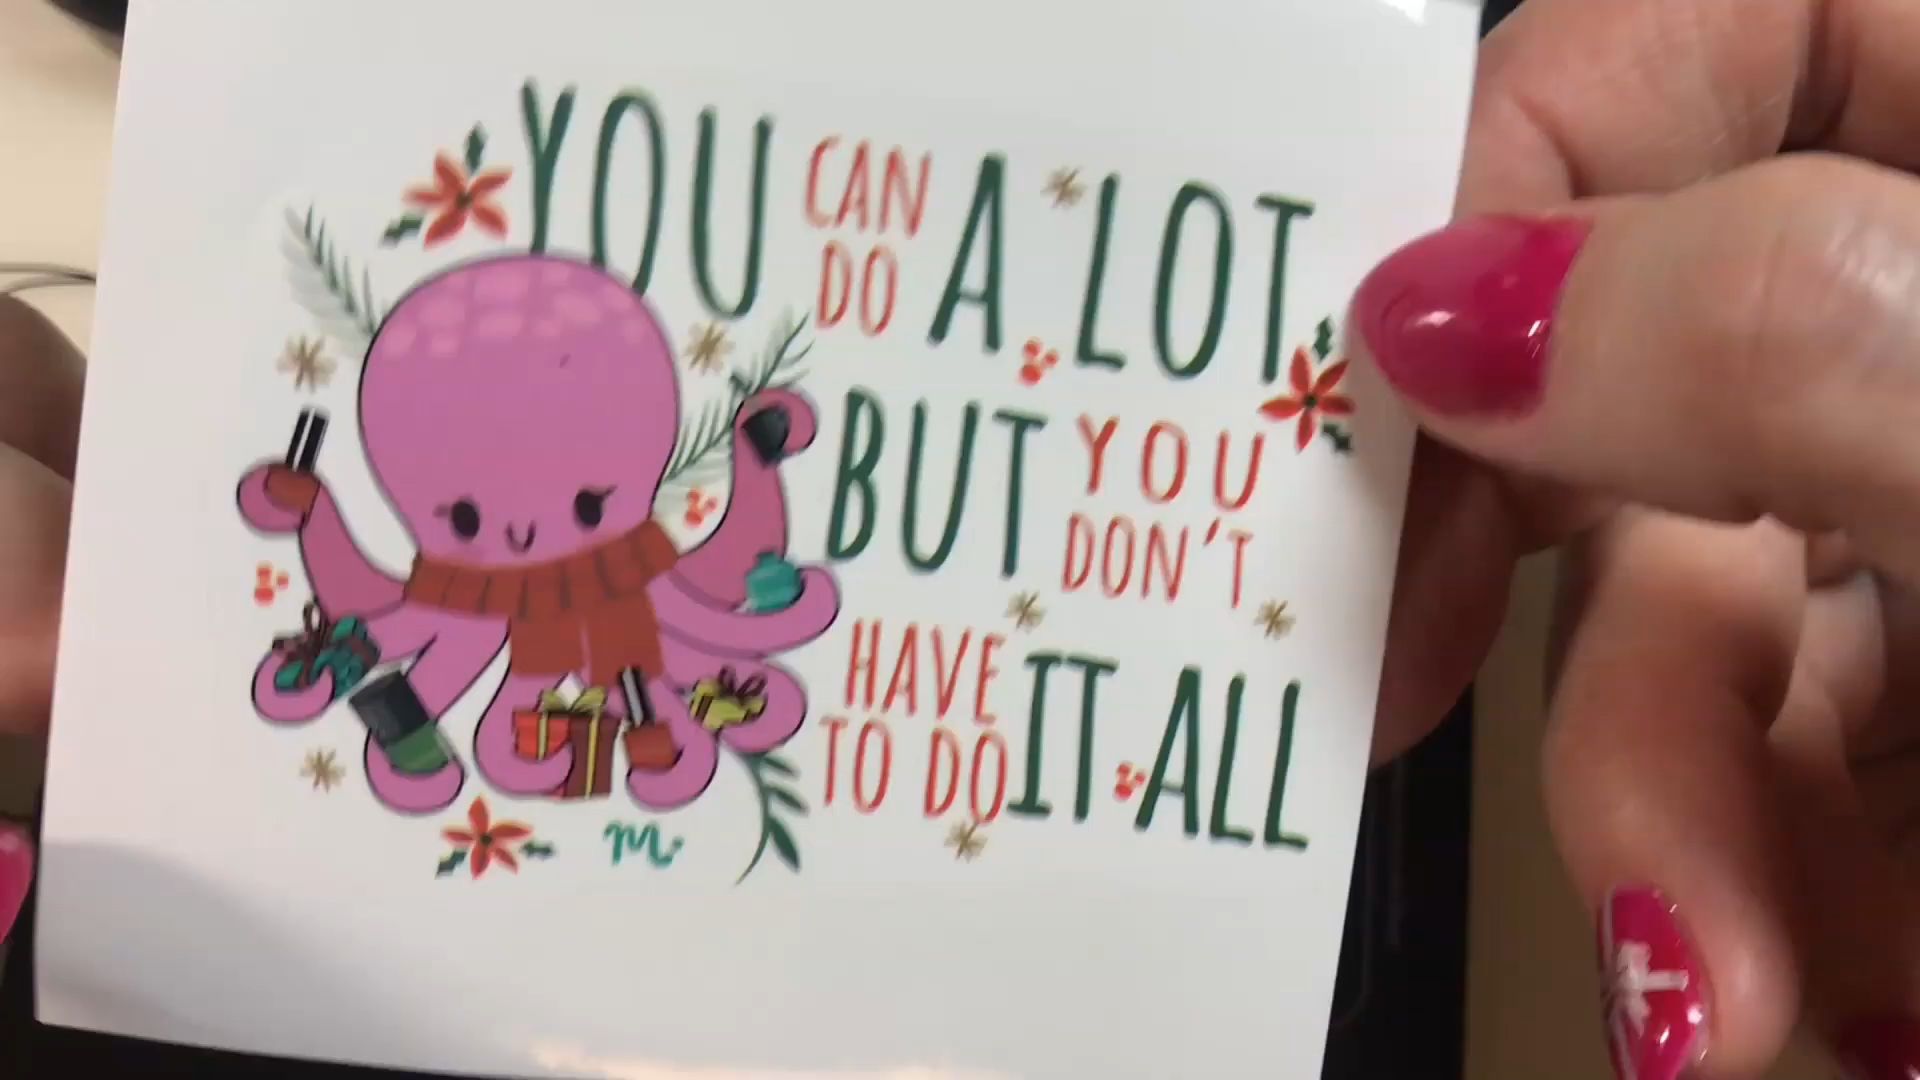 YOU CAN DO A LOT
BUT YOU DON'T
HAVE TO DO IT ALL
m